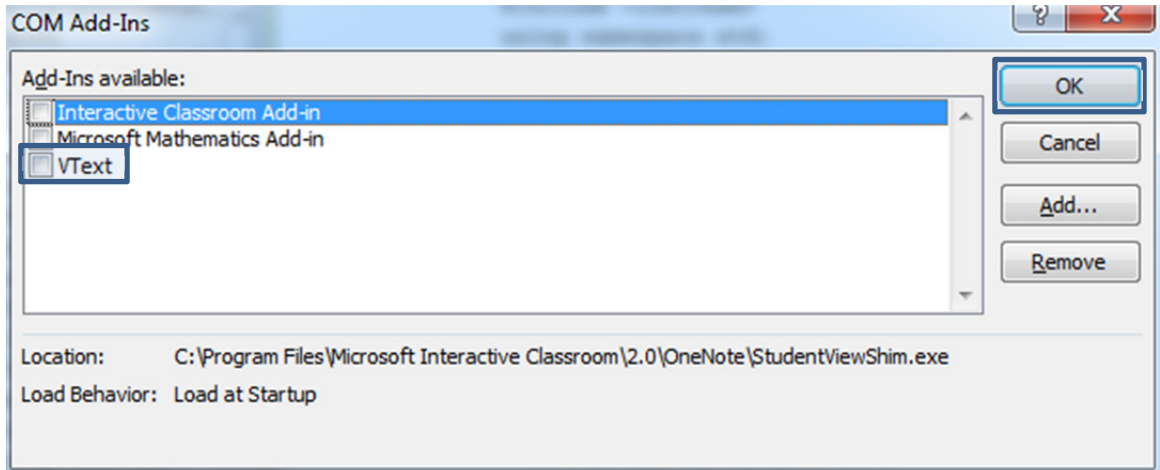 COM Add-Ins
Add-Ins available:
Interactive Classroom Add-in
Microsoft Mathematics Add-in
VText
OK
Cancel
Add...
Remove
Location: C:\Program Files\Microsoft Interactive Classroom\2.0\OneNote\StudentViewShim.exe
Load Behavior: Load at Startup